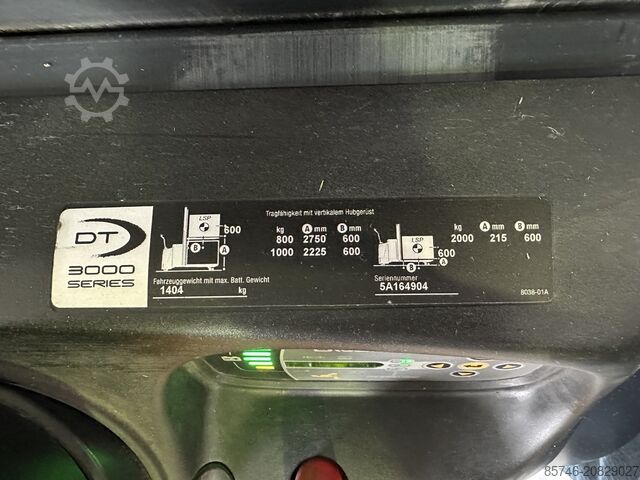 DT
3000
SERIES
LSP
600
Tragfähigkeit mit vertikalem Hubgerüst
kg A mm B mm
800 2750 600
1000 2225 600
A
B
LSP
600
A
B
kg A mm B mm
2000 215 600
Fahrzeuggewicht mit max. Batt. Gewicht
1404 kg
Seriennummer
5A164904
8038-01A
85746-20829027